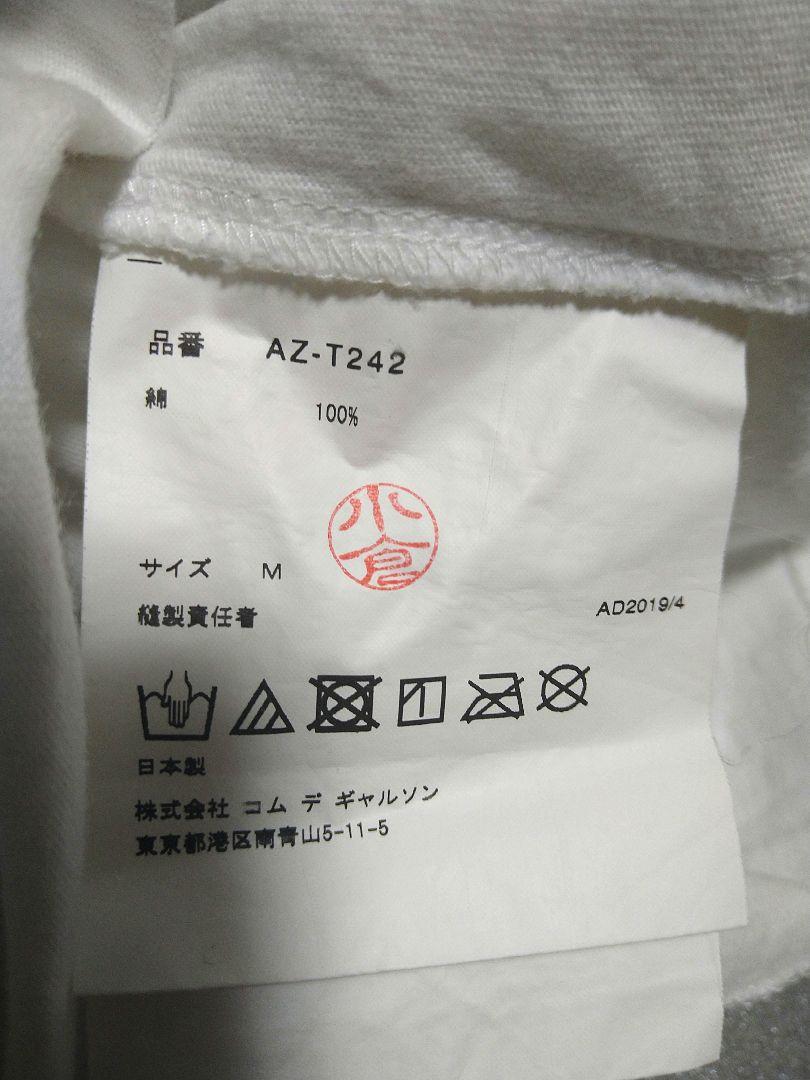 品番 AZ-T242
綿 100%
小倉
サイズ M
縫製責任者
AD2019/4
日本製
株式会社 コム デ ギャルソン
東京都港区南青山5-11-5